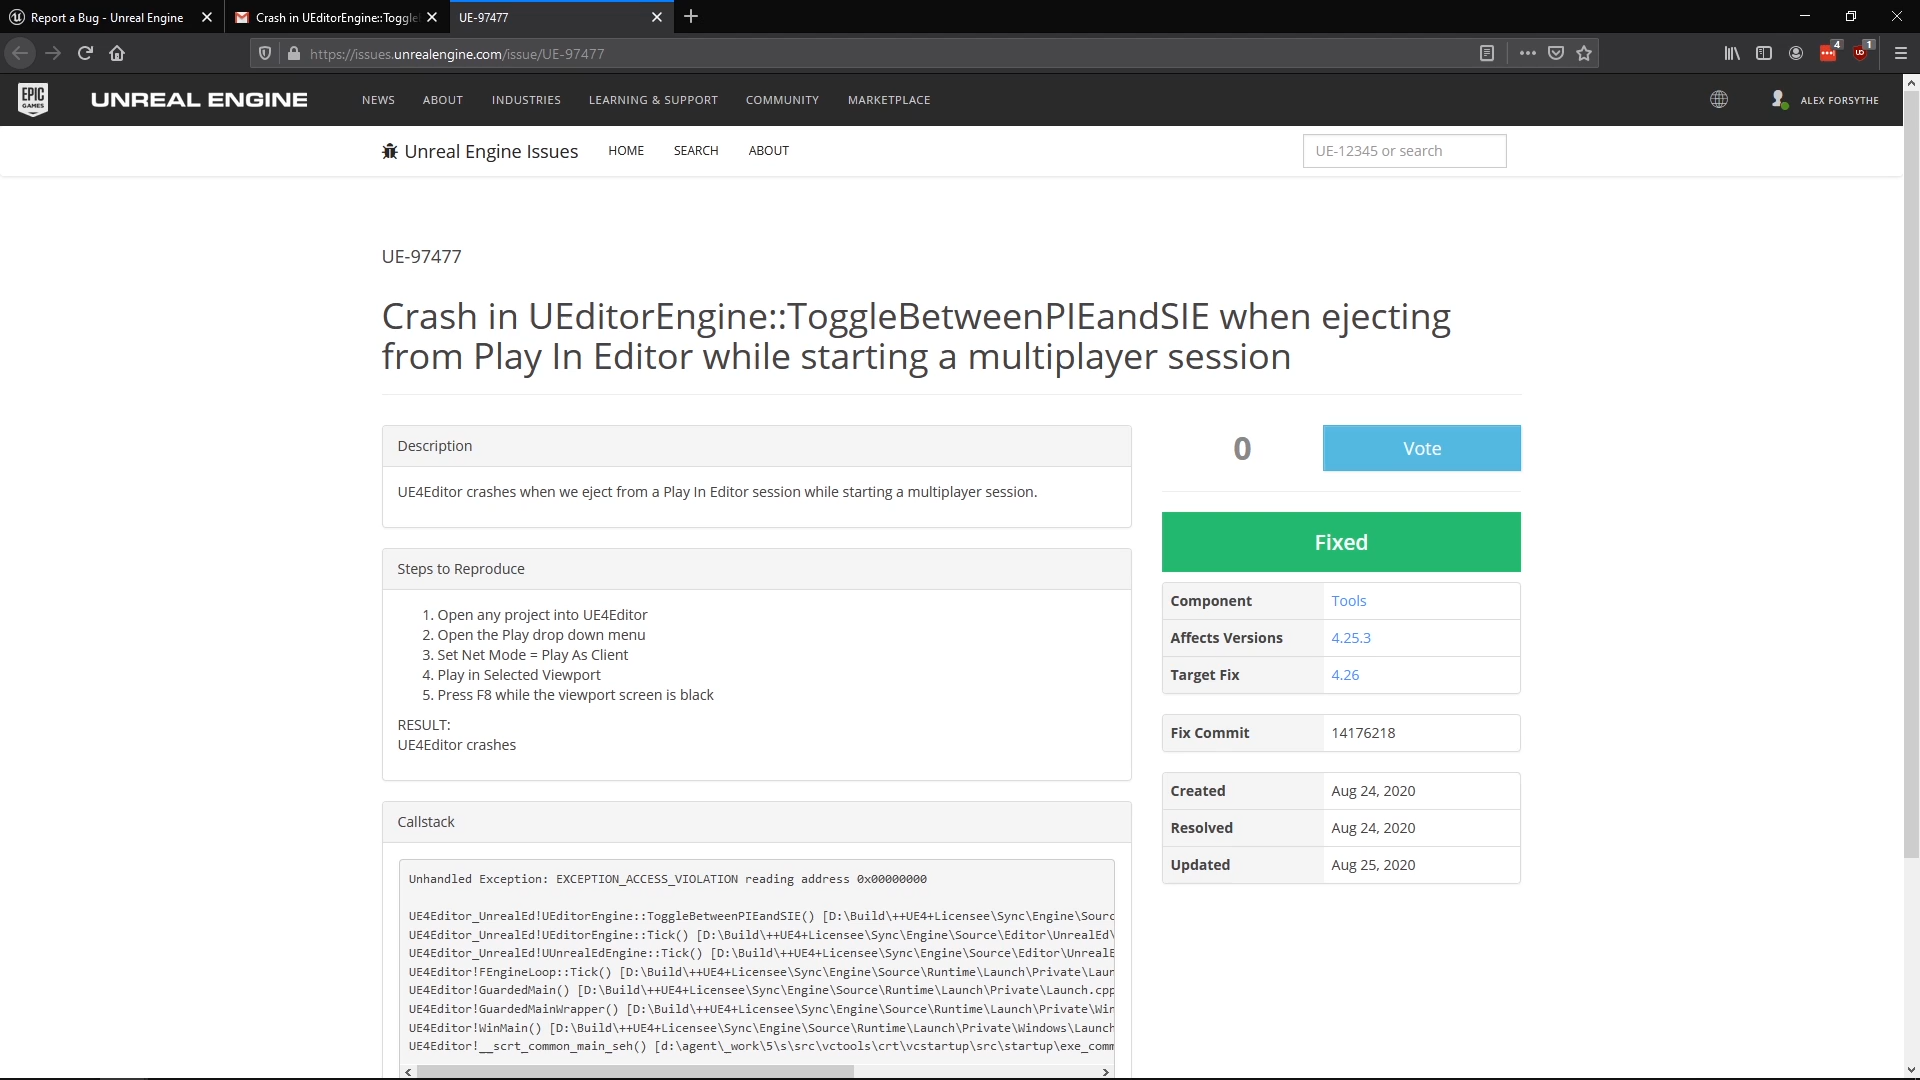 Report a Bug - Unreal Engine
Crash in UEditorEngine::Toggle
UE-97477
https://issues.unrealengine.com/issue/UE-97477
4
1
EPIC GAMES
UNREAL ENGINE
NEWS
ABOUT
INDUSTRIES
LEARNING & SUPPORT
COMMUNITY
MARKETPLACE
ALEX FORSYTHE
Unreal Engine Issues
HOME
SEARCH
ABOUT
UE-12345 or search
UE-97477
Crash in UEditorEngine::ToggleBetweenPIEandSIE when ejecting
from Play In Editor while starting a multiplayer session
Description
UE4Editor crashes when we eject from a Play In Editor session while starting a multiplayer session.
Steps to Reproduce
1. Open any project into UE4Editor
2. Open the Play drop down menu
3. Set Net Mode = Play As Client
4. Play in Selected Viewport
5. Press F8 while the viewport screen is black
RESULT:
UE4Editor crashes
Callstack
Unhandled Exception: EXCEPTION_ACCESS_VIOLATION reading address 0x00000000
UE4Editor_UnrealEd!UEditorEngine::ToggleBetweenPIEandSIE() [D:\Build\++UE4+Licensee\Sync\Engine\Sourc
UE4Editor_UnrealEd!UEditorEngine::Tick() [D:\Build\++UE4+Licensee\Sync\Engine\Source\Editor\UnrealEd\
UE4Editor_UnrealEd!UUnrealEdEngine::Tick() [D:\Build\++UE4+Licensee\Sync\Engine\Source\Editor\UnrealE
UE4Editor!FEngineLoop::Tick() [D:\Build\++UE4+Licensee\Sync\Engine\Source\Runtime\Launch\Private\Laun
UE4Editor!GuardedMain() [D:\Build\++UE4+Licensee\Sync\Engine\Source\Runtime\Launch\Private\Launch.cpp
UE4Editor!GuardedMainWrapper() [D:\Build\++UE4+Licensee\Sync\Engine\Source\Runtime\Launch\Private\Win
UE4Editor!WinMain() [D:\Build\++UE4+Licensee\Sync\Engine\Source\Runtime\Launch\Private\Windows\Launch
UE4Editor!__scrt_common_main_seh() [d:\agent\_work\5\s\src\vctools\crt\vcstartup\src\startup\exe_comm
0
Vote
Fixed
Component Tools
Affects Versions 4.25.3
Target Fix 4.26
Fix Commit 14176218
Created Aug 24, 2020
Resolved Aug 24, 2020
Updated Aug 25, 2020